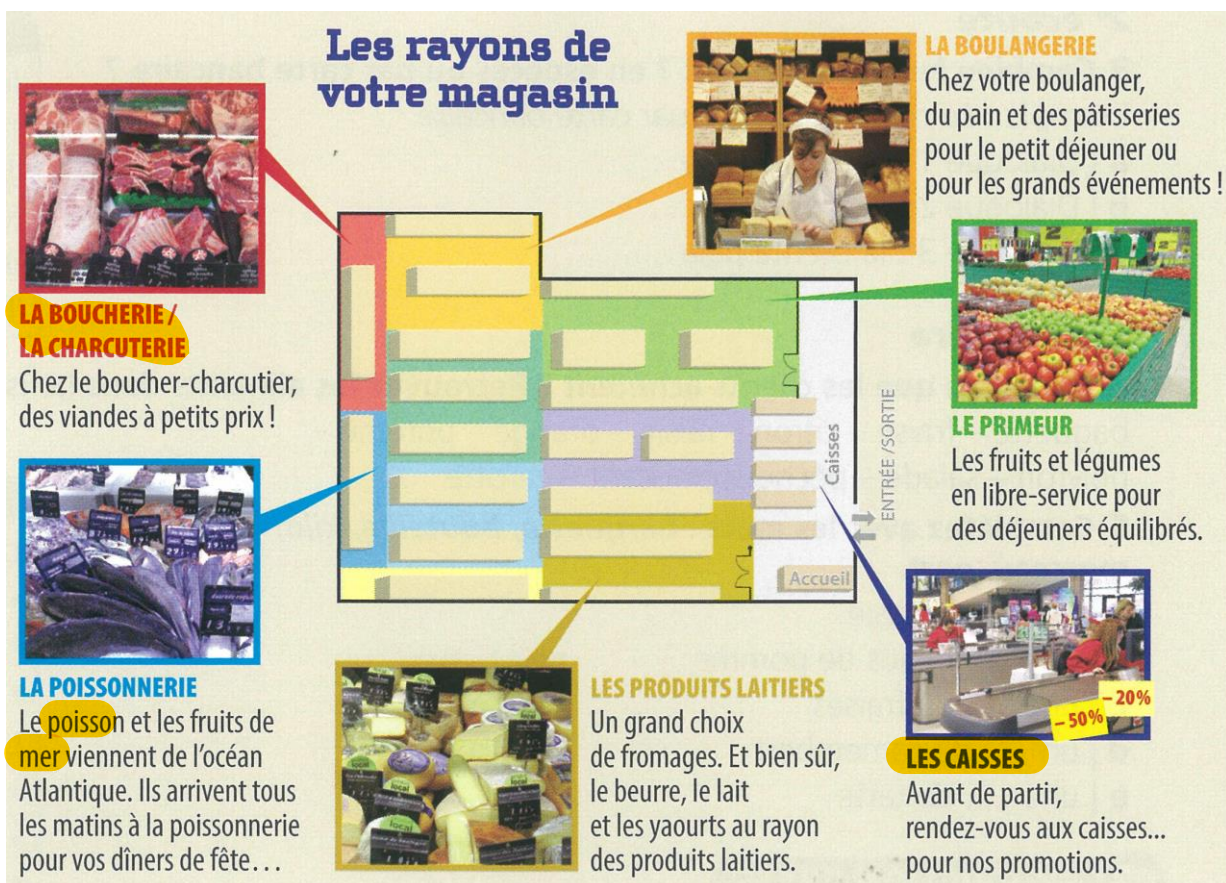 Les rayons de
votre magasin
LA BOUCHERIE /
LA CHARCUTERIE
Chez le boucher-charcutier,
des viandes à petits prix !
LA POISSONNERIE
Le poisson et les fruits de
mer viennent de l'océan
Atlantique. Ils arrivent tous
les matins à la poissonnerie
pour vos dîners de fête...
LA BOULANGERIE
Chez votre boulanger,
du pain et des pâtisseries
pour le petit déjeuner ou
pour les grands événements !
LE PRIMEUR
Les fruits et légumes
en libre-service pour
des déjeuners équilibrés.
Caisses
ENTRÉE / SORTIE
Accueil
LES PRODUITS LAITIERS
Un grand choix
de fromages. Et bien sûr,
le beurre, le lait
et les yaourts au rayon
des produits laitiers.
– 20%
– 50%
LES CAISSES
Avant de partir,
rendez-vous aux caisses...
pour nos promotions.
local
local
2